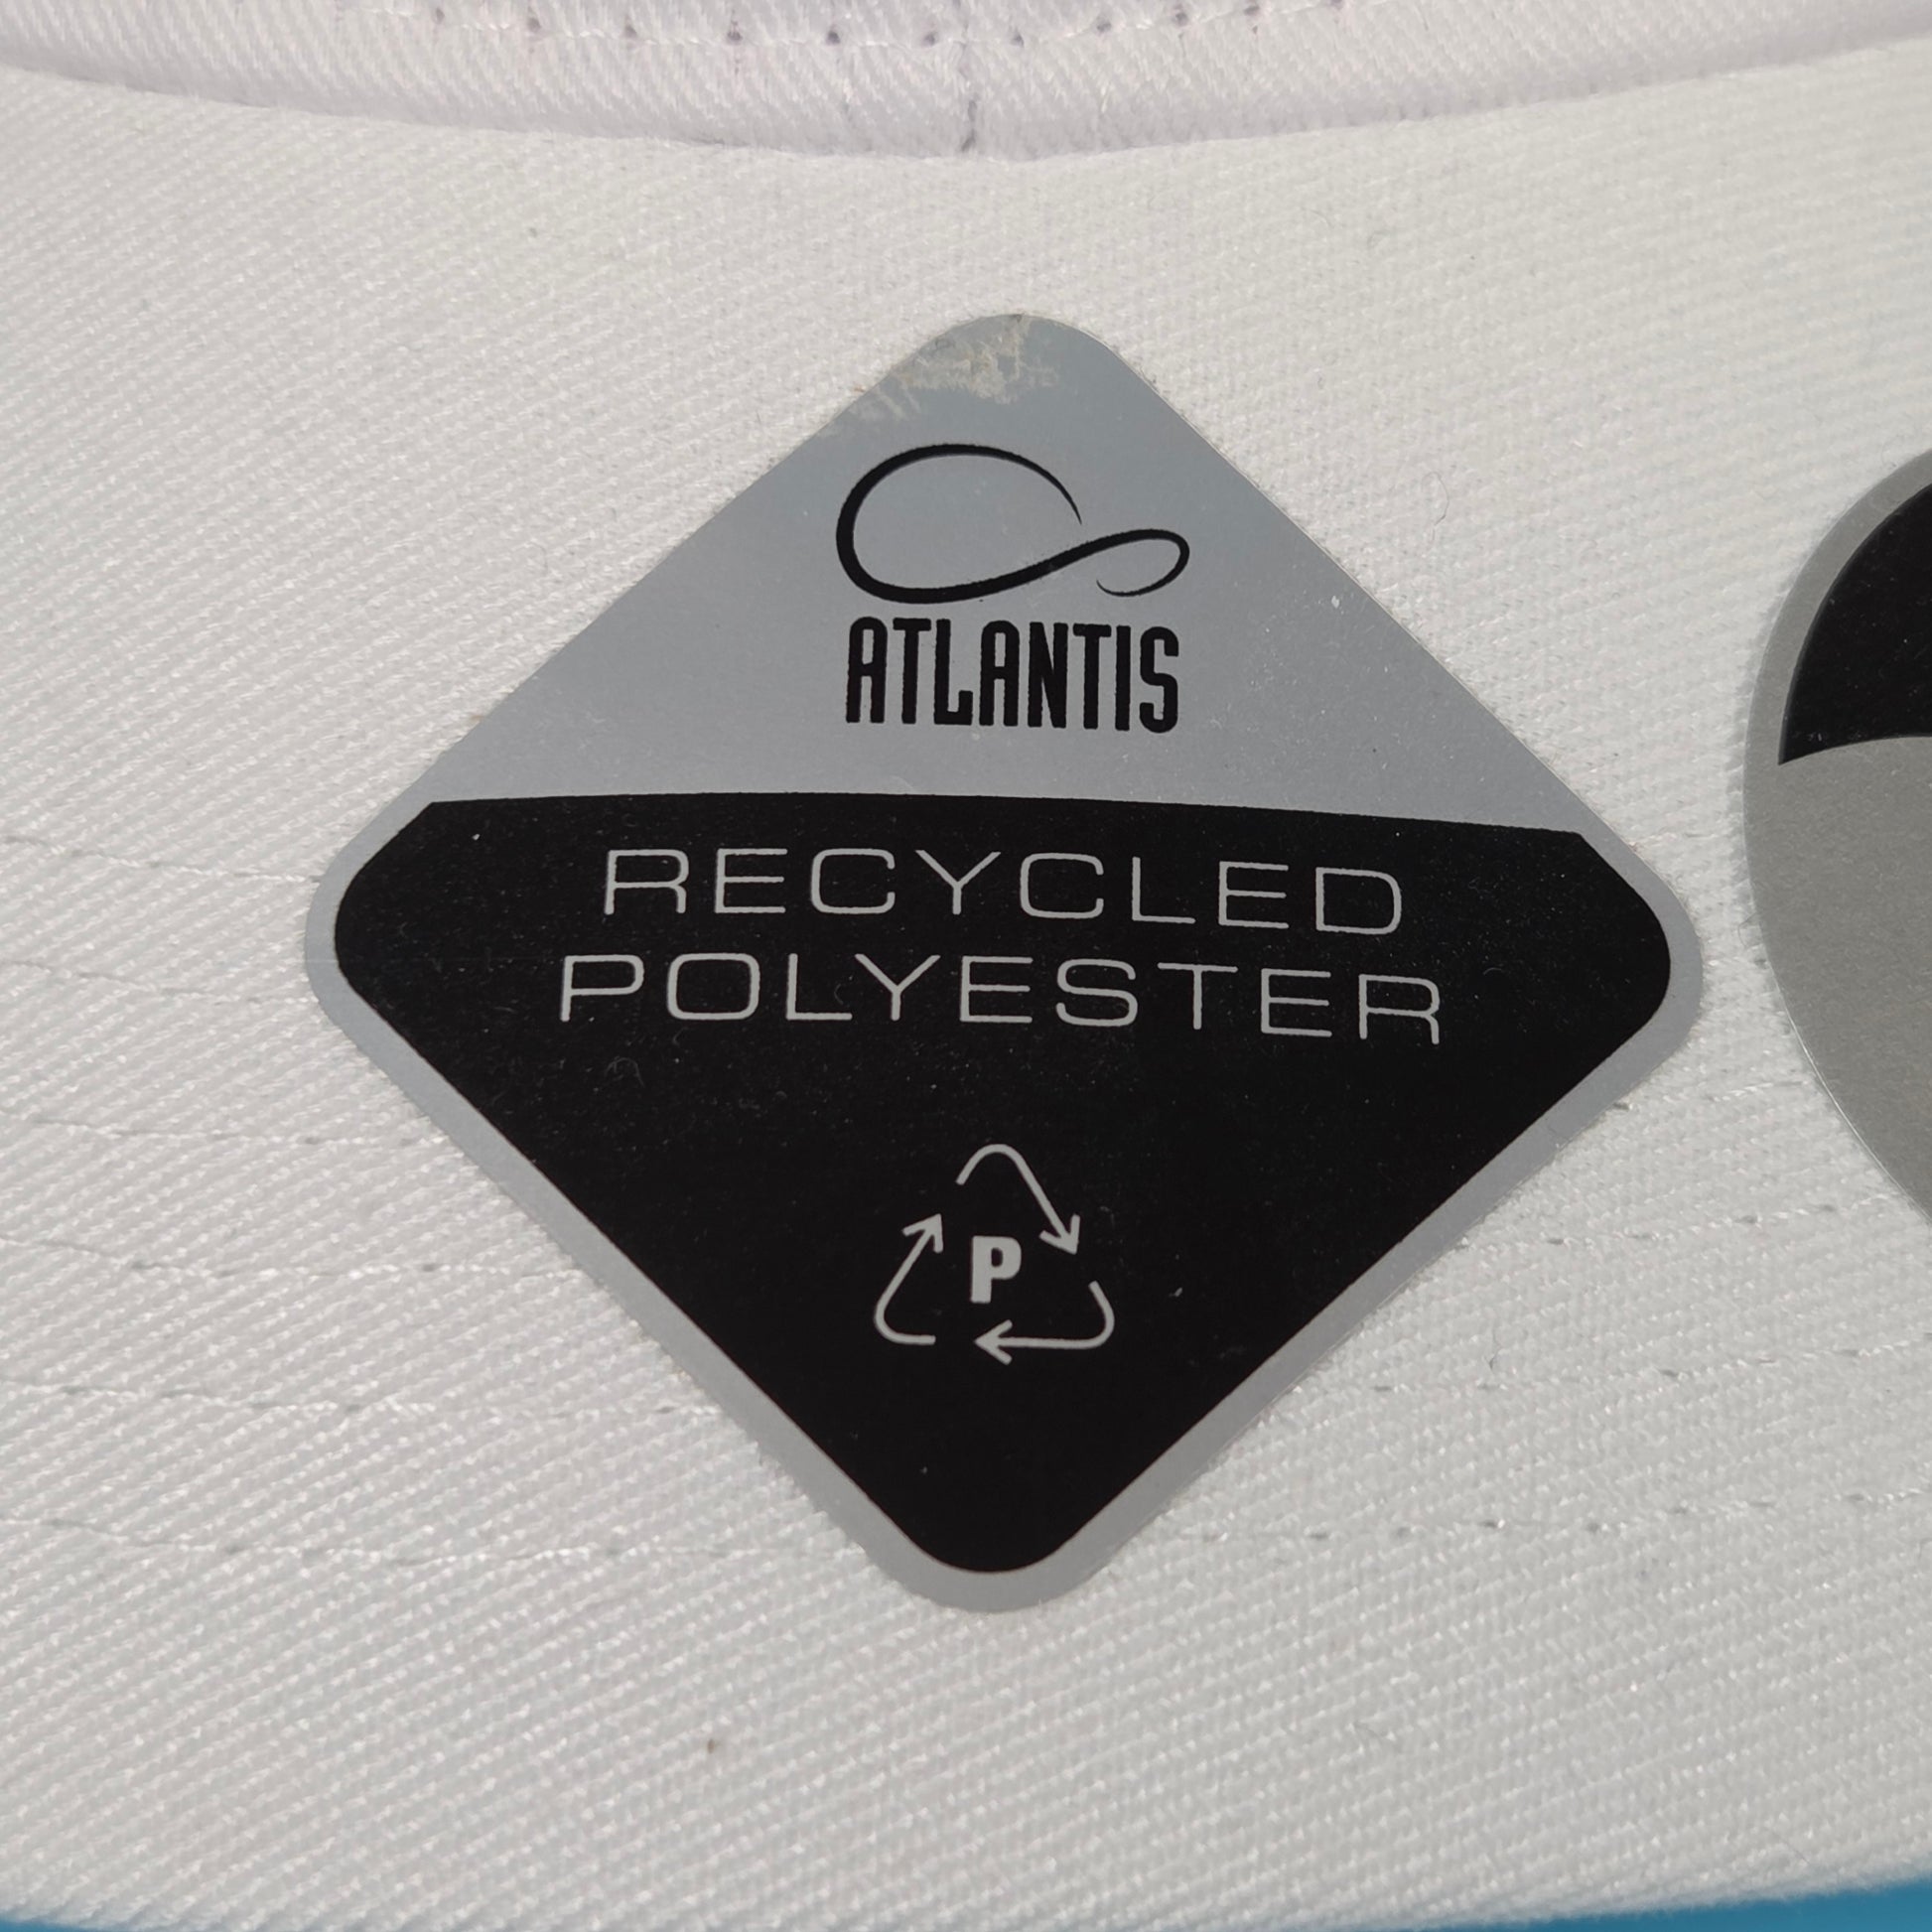 ATLANTIS
RECYCLED
POLYESTER
P